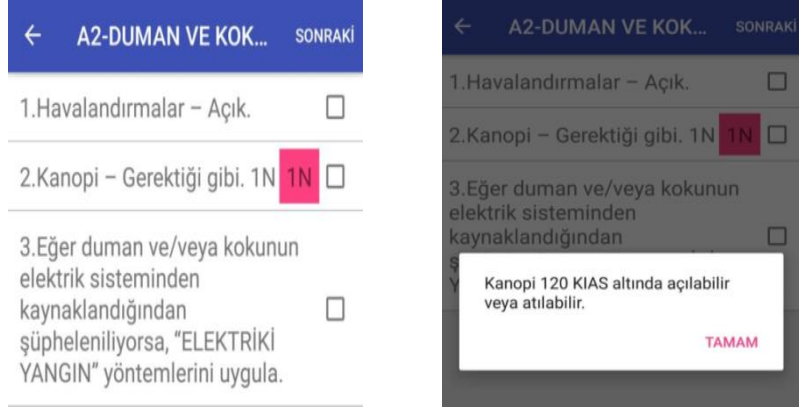 A2-DUMAN VE KOK... SONRAKİ
1.Havalandırmalar – Açık.
2.Kanopi – Gerektiği gibi. 1N 1N
3.Eğer duman ve/veya kokunun
elektrik sisteminden
kaynaklandığından
şüpheleniliyorsa, “ELEKTRİKİ
YANGIN” yöntemlerini uygula.
A2-DUMAN VE KOK... SONRAKİ
1.Havalandırmalar – Açık.
2.Kanopi – Gerektiği gibi. 1N 1N
3.Eğer duman ve/veya kokunun
elektrik sisteminden
kaynaklandığından
Kanopi 120 KIAS altında açılabilir
veya atılabilir.
TAMAM